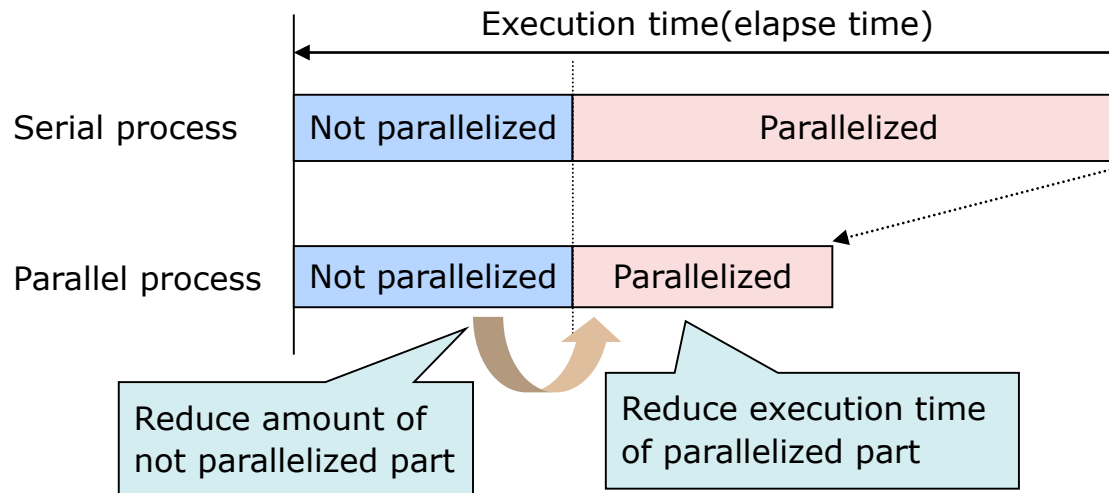 Execution time(elapse time)
Serial process
Not parallelized
Parallelized
Parallel process
Not parallelized
Parallelized
Reduce amount of
not parallelized part
Reduce execution time
of parallelized part